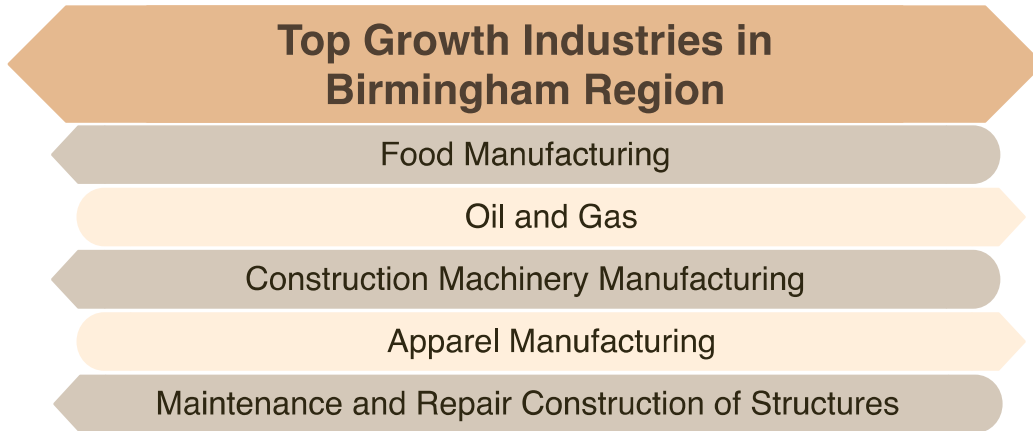 Top Growth Industries in
Birmingham Region
Food Manufacturing
Oil and Gas
Construction Machinery Manufacturing
Apparel Manufacturing
Maintenance and Repair Construction of Structures